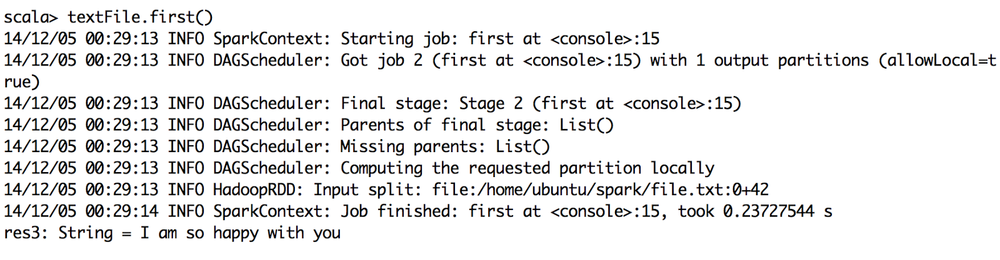 scala> textFile.first()
14/12/05 00:29:13 INFO SparkContext: Starting job: first at <console>:15
14/12/05 00:29:13 INFO DAGScheduler: Got job 2 (first at <console>:15) with 1 output partitions (allowLocal=t
rue)
14/12/05 00:29:13 INFO DAGScheduler: Final stage: Stage 2 (first at <console>:15)
14/12/05 00:29:13 INFO DAGScheduler: Parents of final stage: List()
14/12/05 00:29:13 INFO DAGScheduler: Missing parents: List()
14/12/05 00:29:13 INFO DAGScheduler: Computing the requested partition locally
14/12/05 00:29:13 INFO HadoopRDD: Input split: file:/home/ubuntu/spark/file.txt:0+42
14/12/05 00:29:14 INFO SparkContext: Job finished: first at <console>:15, took 0.23727544 s
res3: String = I am so happy with you